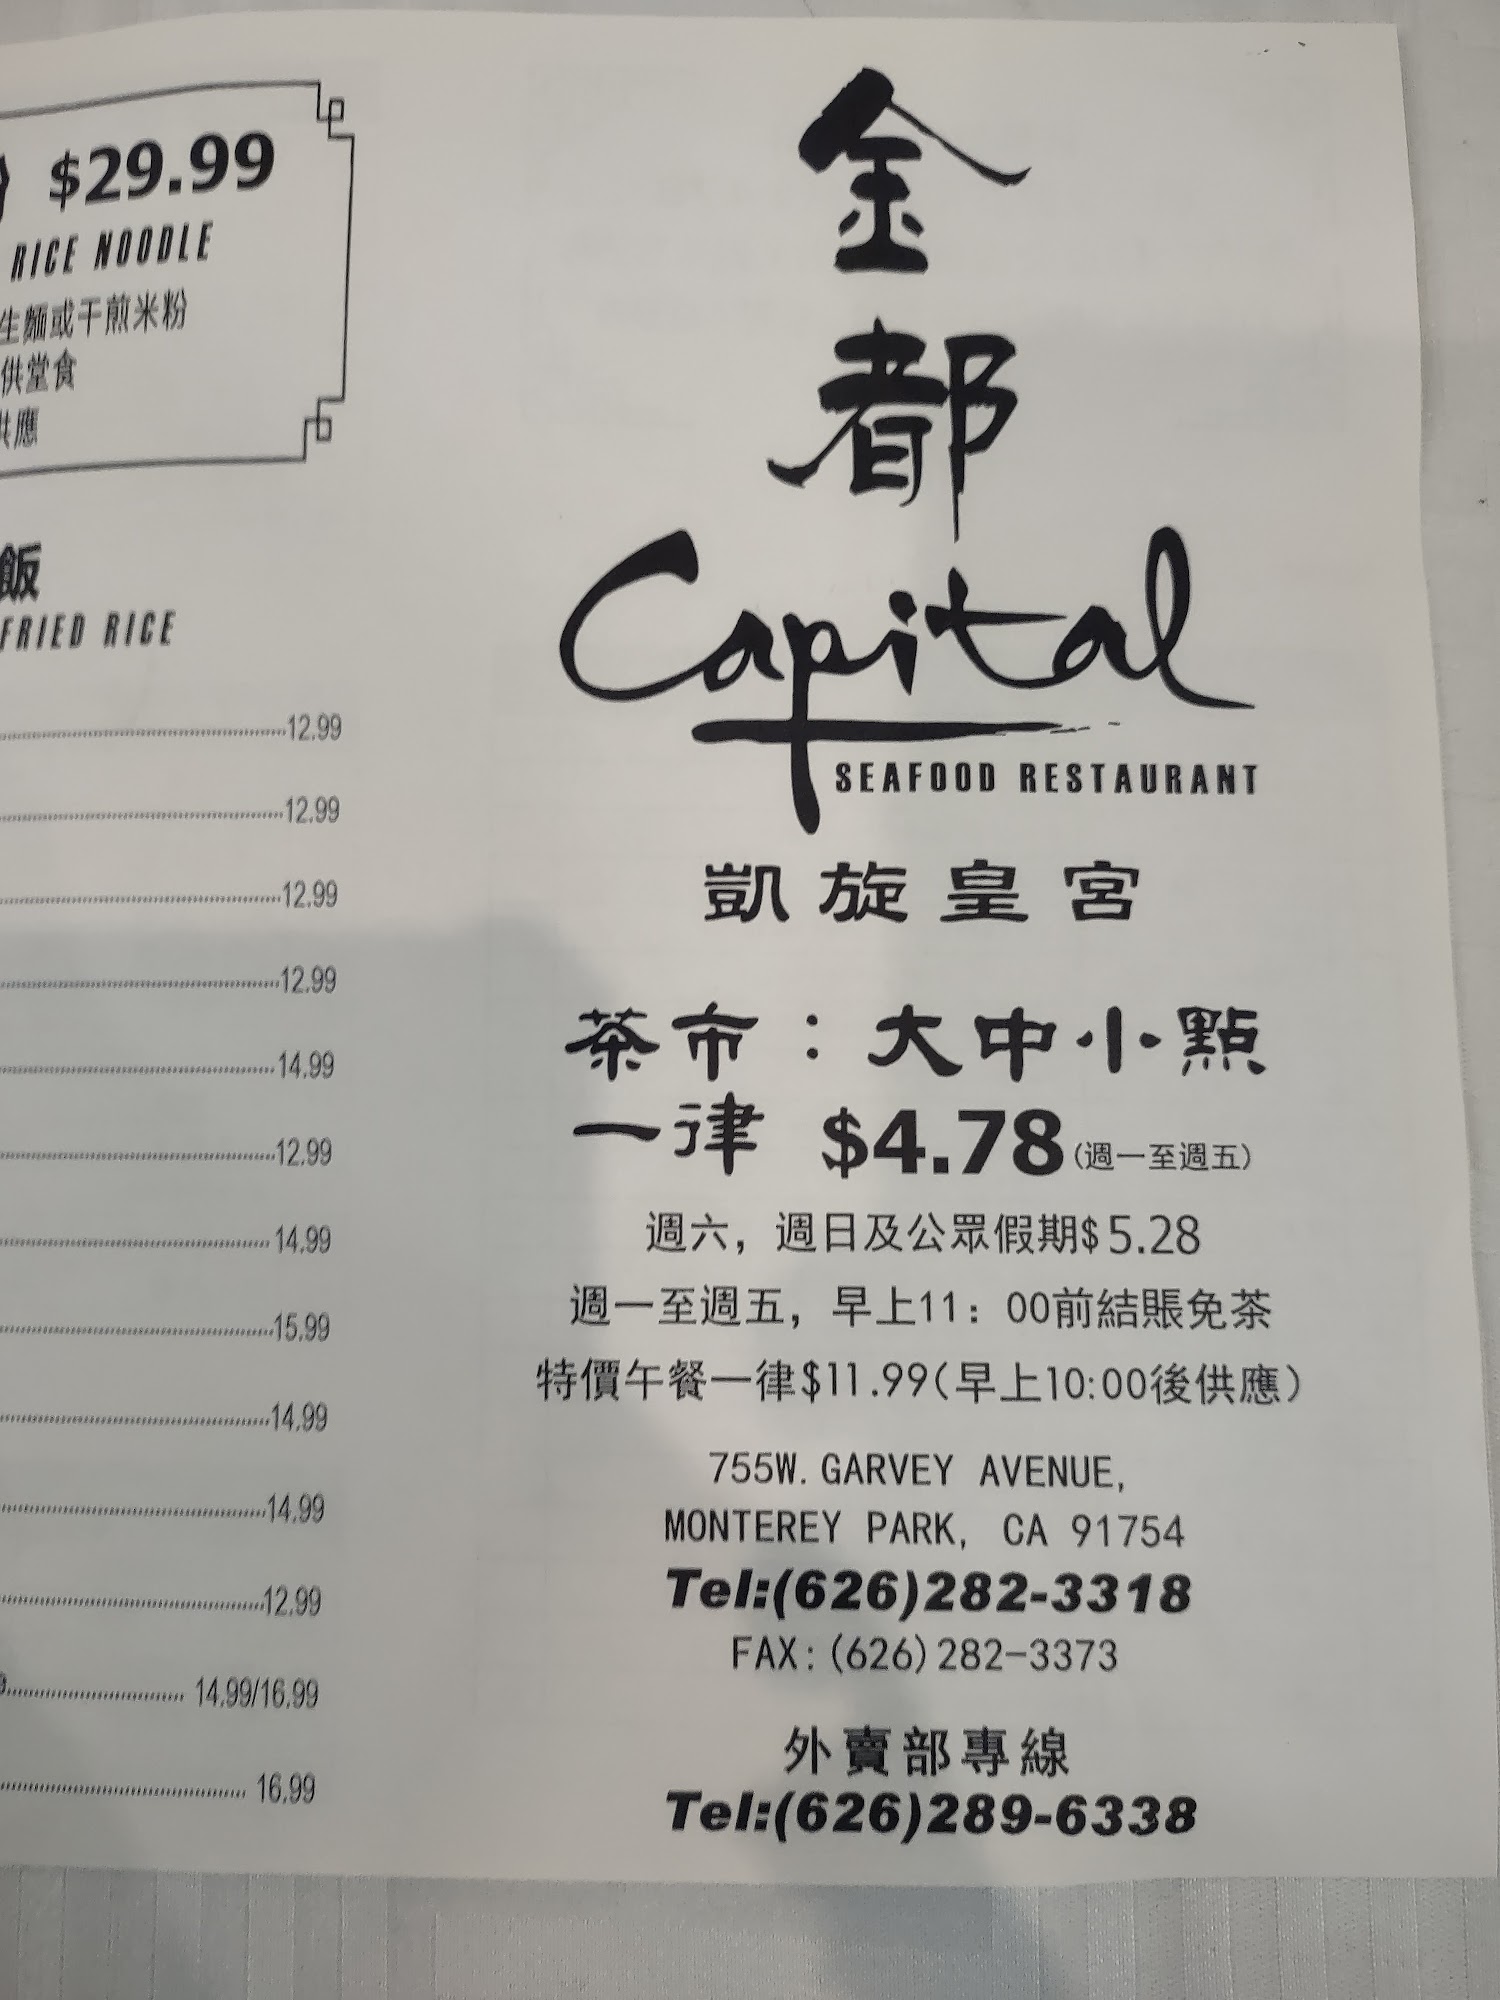 $29.99
RICE NOODLE
生麵或干煎米粉
供堂食
供應
飯
FRIED RICE
12.99
12.99
12.99
12.99
14.99
12.99
14.99
15.99
14.99
14.99
12.99
14.99/16.99
16.99
金
都
Capital
SEAFOOD RESTAURANT
凱旋皇宮
茶市：大中小點
一律 $4.78(週一至週五)
週六，週日及公眾假期$5.28
週一至週五，早上11：00前結賬免茶
特價午餐一律$11.99(早上10:00後供應)
755W. GARVEY AVENUE,
MONTEREY PARK, CA 91754
Tel:(626)282-3318
FAX:(626)282-3373
外賣部專線
Tel:(626)289-6338